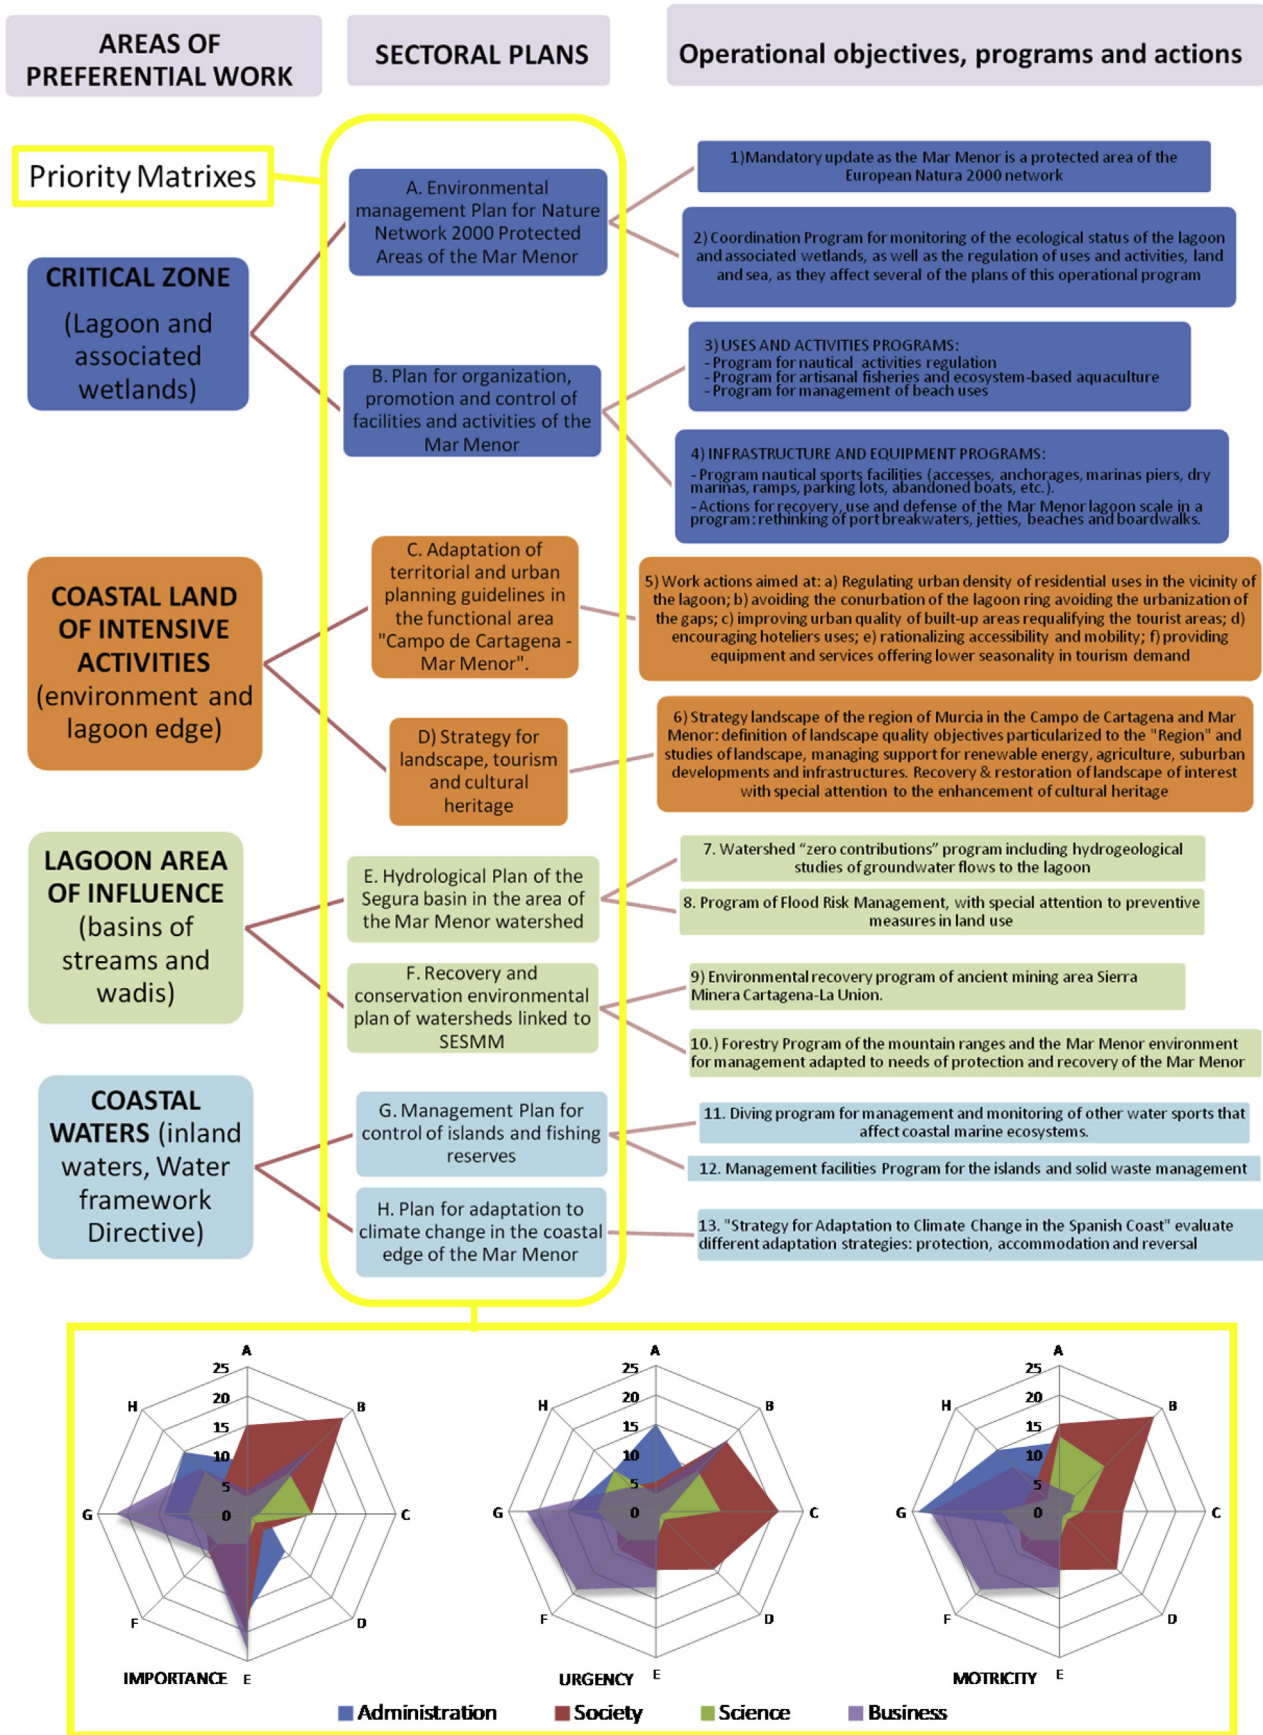 AREAS OF
PREFERENTIAL WORK
SECTORAL PLANS
Operational objectives, programs and actions
Priority Matrixes
CRITICAL ZONE
(Lagoon and
associated
wetlands)
A. Environmental
management Plan for Nature
Network 2000 Protected
Areas of the Mar Menor
1)Mandatory update as the Mar Menor is a protected area of the
European Natura 2000 network
2) Coordination Program for monitoring of the ecological status of the lagoon
and associated wetlands, as well as the regulation of uses and activities, land
and sea, as they affect several of the plans of this operational program
B. Plan for organization,
promotion and control of
facilities and activities of the
Mar Menor
3) USES AND ACTIVITIES PROGRAMS:
- Program for nautical activities regulation
- Program for artisanal fisheries and ecosystem-based aquaculture
- Program for management of beach uses
4) INFRASTRUCTURE AND EQUIPMENT PROGRAMS:
- Program nautical sports facilities (accesses, anchorages, marinas piers, dry
marinas, ramps, parking lots, abandoned boats, etc.).
- Actions for recovery, use and defense of the Mar Menor lagoon scale in a
program: rethinking of port breakwaters, jetties, beaches and boardwalks.
COASTAL LAND
OF INTENSIVE
ACTIVITIES
(environment and
lagoon edge)
C. Adaptation of
territorial and urban
planning guidelines in
the functional area
"Campo de Cartagena -
Mar Menor".
5) Work actions aimed at: a) Regulating urban density of residential uses in the vicinity of
the lagoon; b) avoiding the conurbation of the lagoon ring avoiding the urbanization of
the gaps; c) improving urban quality of built-up areas requalifying the tourist areas; d)
encouraging hoteliers uses; e) rationalizing accessibility and mobility; f) providing
equipment and services offering lower seasonality in tourism demand
D) Strategy for
landscape, tourism
and cultural
heritage
6) Strategy landscape of the region of Murcia in the Campo de Cartagena and Mar
Menor: definition of landscape quality objectives particularized to the "Region" and
studies of landscape, managing support for renewable energy, agriculture, suburban
developments and infrastructures. Recovery & restoration of landscape of interest
with special attention to the enhancement of cultural heritage
LAGOON AREA
OF INFLUENCE
(basins of
streams and
wadis)
E. Hydrological Plan of the
Segura basin in the area of
the Mar Menor watershed
7. Watershed “zero contributions” program including hydrogeological
studies of groundwater flows to the lagoon
8. Program of Flood Risk Management, with special attention to preventive
measures in land use
F. Recovery and
conservation environmental
plan of watersheds linked to
SESMM
9) Environmental recovery program of ancient mining area Sierra
Minera Cartagena-La Union.
10.) Forestry Program of the mountain ranges and the Mar Menor environment
for management adapted to needs of protection and recovery of the Mar Menor
COASTAL
WATERS (inland
waters, Water
framework
Directive)
G. Management Plan for
control of islands and fishing
reserves
11. Diving program for management and monitoring of other water sports that
affect coastal marine ecosystems.
12. Management facilities Program for the islands and solid waste management
H. Plan for adaptation to
climate change in the coastal
edge of the Mar Menor
13. "Strategy for Adaptation to Climate Change in the Spanish Coast" evaluate
different adaptation strategies: protection, accommodation and reversal
A
25
20
15
10
5
0
B
C
D
E
F
G
H
IMPORTANCE
A
25
20
15
10
5
0
B
C
D
E
F
G
H
URGENCY
A
25
20
15
10
5
0
B
C
D
E
F
G
H
MOTRICITY
Administration
Society
Science
Business